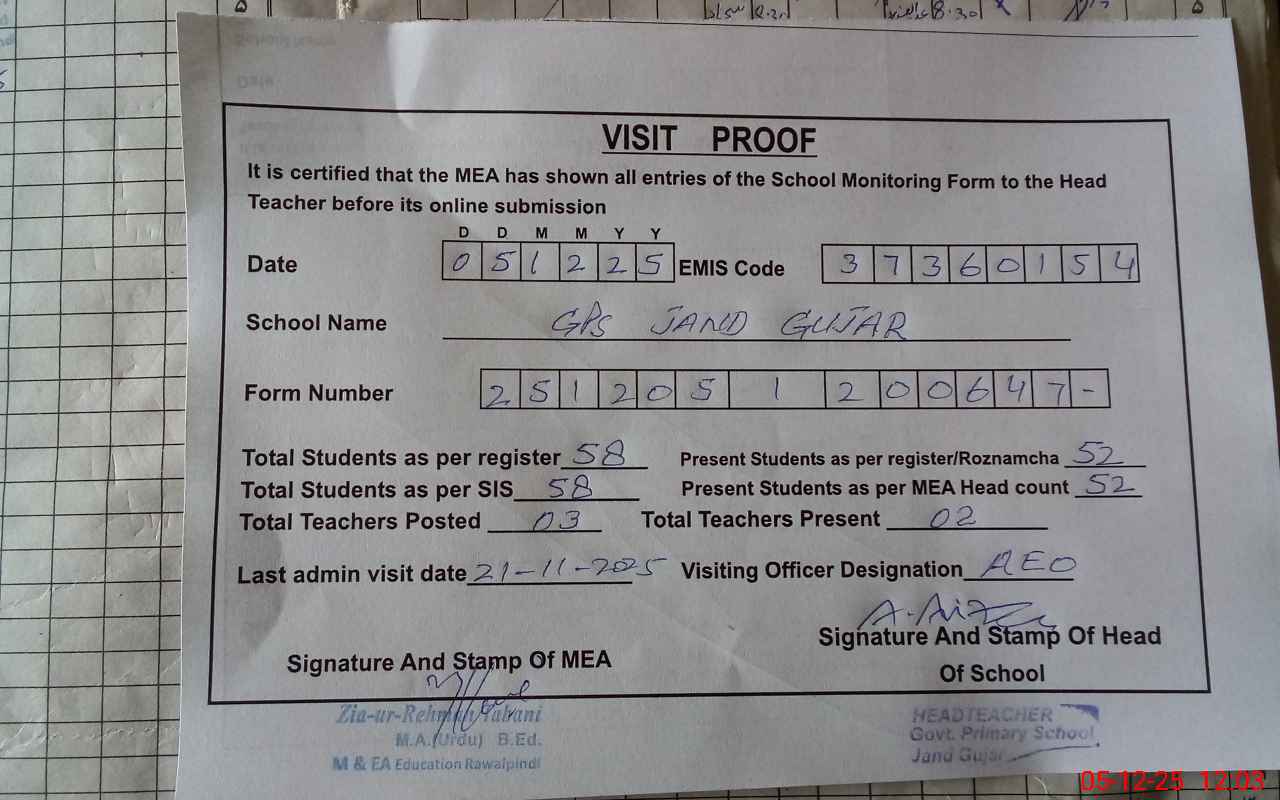 VISIT PROOF
It is certified that the MEA has shown all entries of the School Monitoring Form to the Head
Teacher before its online submission
D D M M Y Y
Date 0 5 1 2 2 5 EMIS Code 3 7 3 6 0 1 5 4
School Name GPS JAND GUJAR
Form Number 2 5 1 2 0 5 1 2 0 0 6 4 7 -
Total Students as per register 58 Present Students as per register/Roznamcha 52
Total Students as per SIS 58 Present Students as per MEA Head count 52
Total Teachers Posted 03 Total Teachers Present 02
Last admin visit date 21-11-2025 Visiting Officer Designation AEO
Signature And Stamp Of MEA
Signature And Stamp Of Head
Of School
Zia-ur-Rehman
M.A.(Urdu) B.Ed.
M & EA Education Rawalpindi
HEADTEACHER
Govt. Primary School
Jand Gujar
05-12-25 12:03